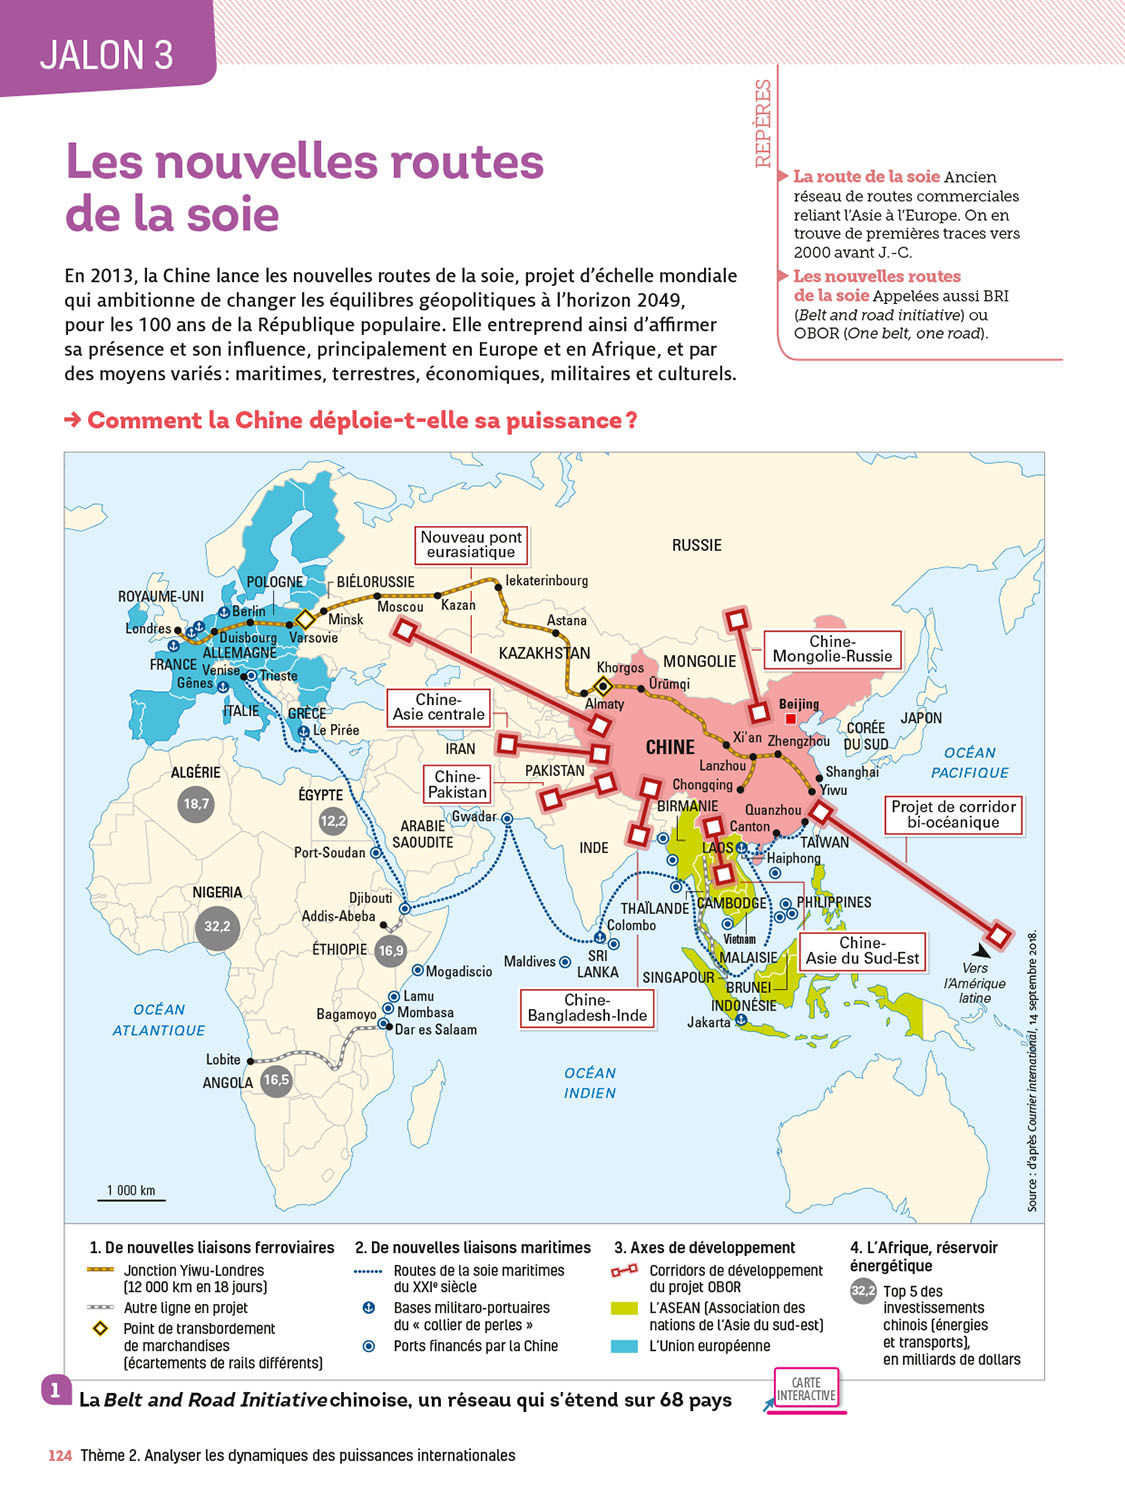 JALON 3
Les nouvelles routes
de la soie
En 2013, la Chine lance les nouvelles routes de la soie, projet d'échelle mondiale
qui ambitionne de changer les équilibres géopolitiques à l'horizon 2049,
pour les 100 ans de la République populaire. Elle entreprend ainsi d'affirmer
sa présence et son influence, principalement en Europe et en Afrique, et par
des moyens variés : maritimes, terrestres, économiques, militaires et culturels.
→ Comment la Chine déploie-t-elle sa puissance ?
REPÈRES
La route de la soie Ancien
réseau de routes commerciales
reliant l'Asie à l'Europe. On en
trouve de premières traces vers
2000 avant J.-C.
Les nouvelles routes
de la soie Appelées aussi BRI
(Belt and road initiative) ou
OBOR (One belt, one road).
Nouveau pont
eurasiatique
RUSSIE
POLOGNE
BIÉLORUSSIE
Iekaterinbourg
ROYAUME-UNI
Berlin
Moscou
Kazan
Londres
Minsk
Astana
Duisbourg
Varsovie
ALLEMAGNE
KAZAKHSTAN
Chine-
Mongolie-Russie
FRANCE
Venise
Trieste
Khorgos
MONGOLIE
Gênes
Ürümqi
ITALIE
GRÈCE
Almaty
Beijing
Chine-
Asie centrale
Le Pirée
CORÉE
DU SUD
JAPON
IRAN
CHINE
Xi'an
Zhengzhou
OCÉAN
PACIFIQUE
Lanzhou
ALGÉRIE
PAKISTAN
Shanghai
Chine-
Pakistan
Chongqing
Yiwu
18,7
ÉGYPTE
12,2
BIRMANIE
Quanzhou
Projet de corridor
bi-océanique
Gwadar
ARABIE
SAOUDITE
Canton
INDE
LAOS
TAÏWAN
Port-Soudan
Haiphong
NIGERIA
Djibouti
CAMBODGE
PHILIPPINES
THAÏLANDE
Addis-Abeba
32,2
Colombo
Vietnam
ÉTHIOPIE
16,9
Chine-
Asie du Sud-Est
SRI
LANKA
MALAISIE
Maldives
Mogadiscio
SINGAPOUR
Vers
l'Amérique
latine
BRUNEI
Lamu
Chine-
Bangladesh-Inde
INDONÉSIE
OCÉAN
ATLANTIQUE
Bagamoyo
Mombasa
Jakarta
Dar es Salaam
Lobite
OCÉAN
INDIEN
ANGOLA
16,5
1 000 km
Source : d'après Courrier international, 14 septembre 2018.
1. De nouvelles liaisons ferroviaires
Jonction Yiwu-Londres
(12 000 km en 18 jours)
Autre ligne en projet
Point de transbordement
de marchandises
(écartements de rails différents)
2. De nouvelles liaisons maritimes
Routes de la soie maritimes
du XXIe siècle
Bases militaro-portuaires
du « collier de perles »
Ports financés par la Chine
3. Axes de développement
Corridors de développement
du projet OBOR
L'ASEAN (Association des
nations de l'Asie du sud-est)
L'Union européenne
4. L'Afrique, réservoir
énergétique
32,2 Top 5 des
investissements
chinois (énergies
et transports),
en milliards de dollars
1 La Belt and Road Initiative chinoise, un réseau qui s'étend sur 68 pays
CARTE
INTERACTIVE
124 Thème 2. Analyser les dynamiques des puissances internationales